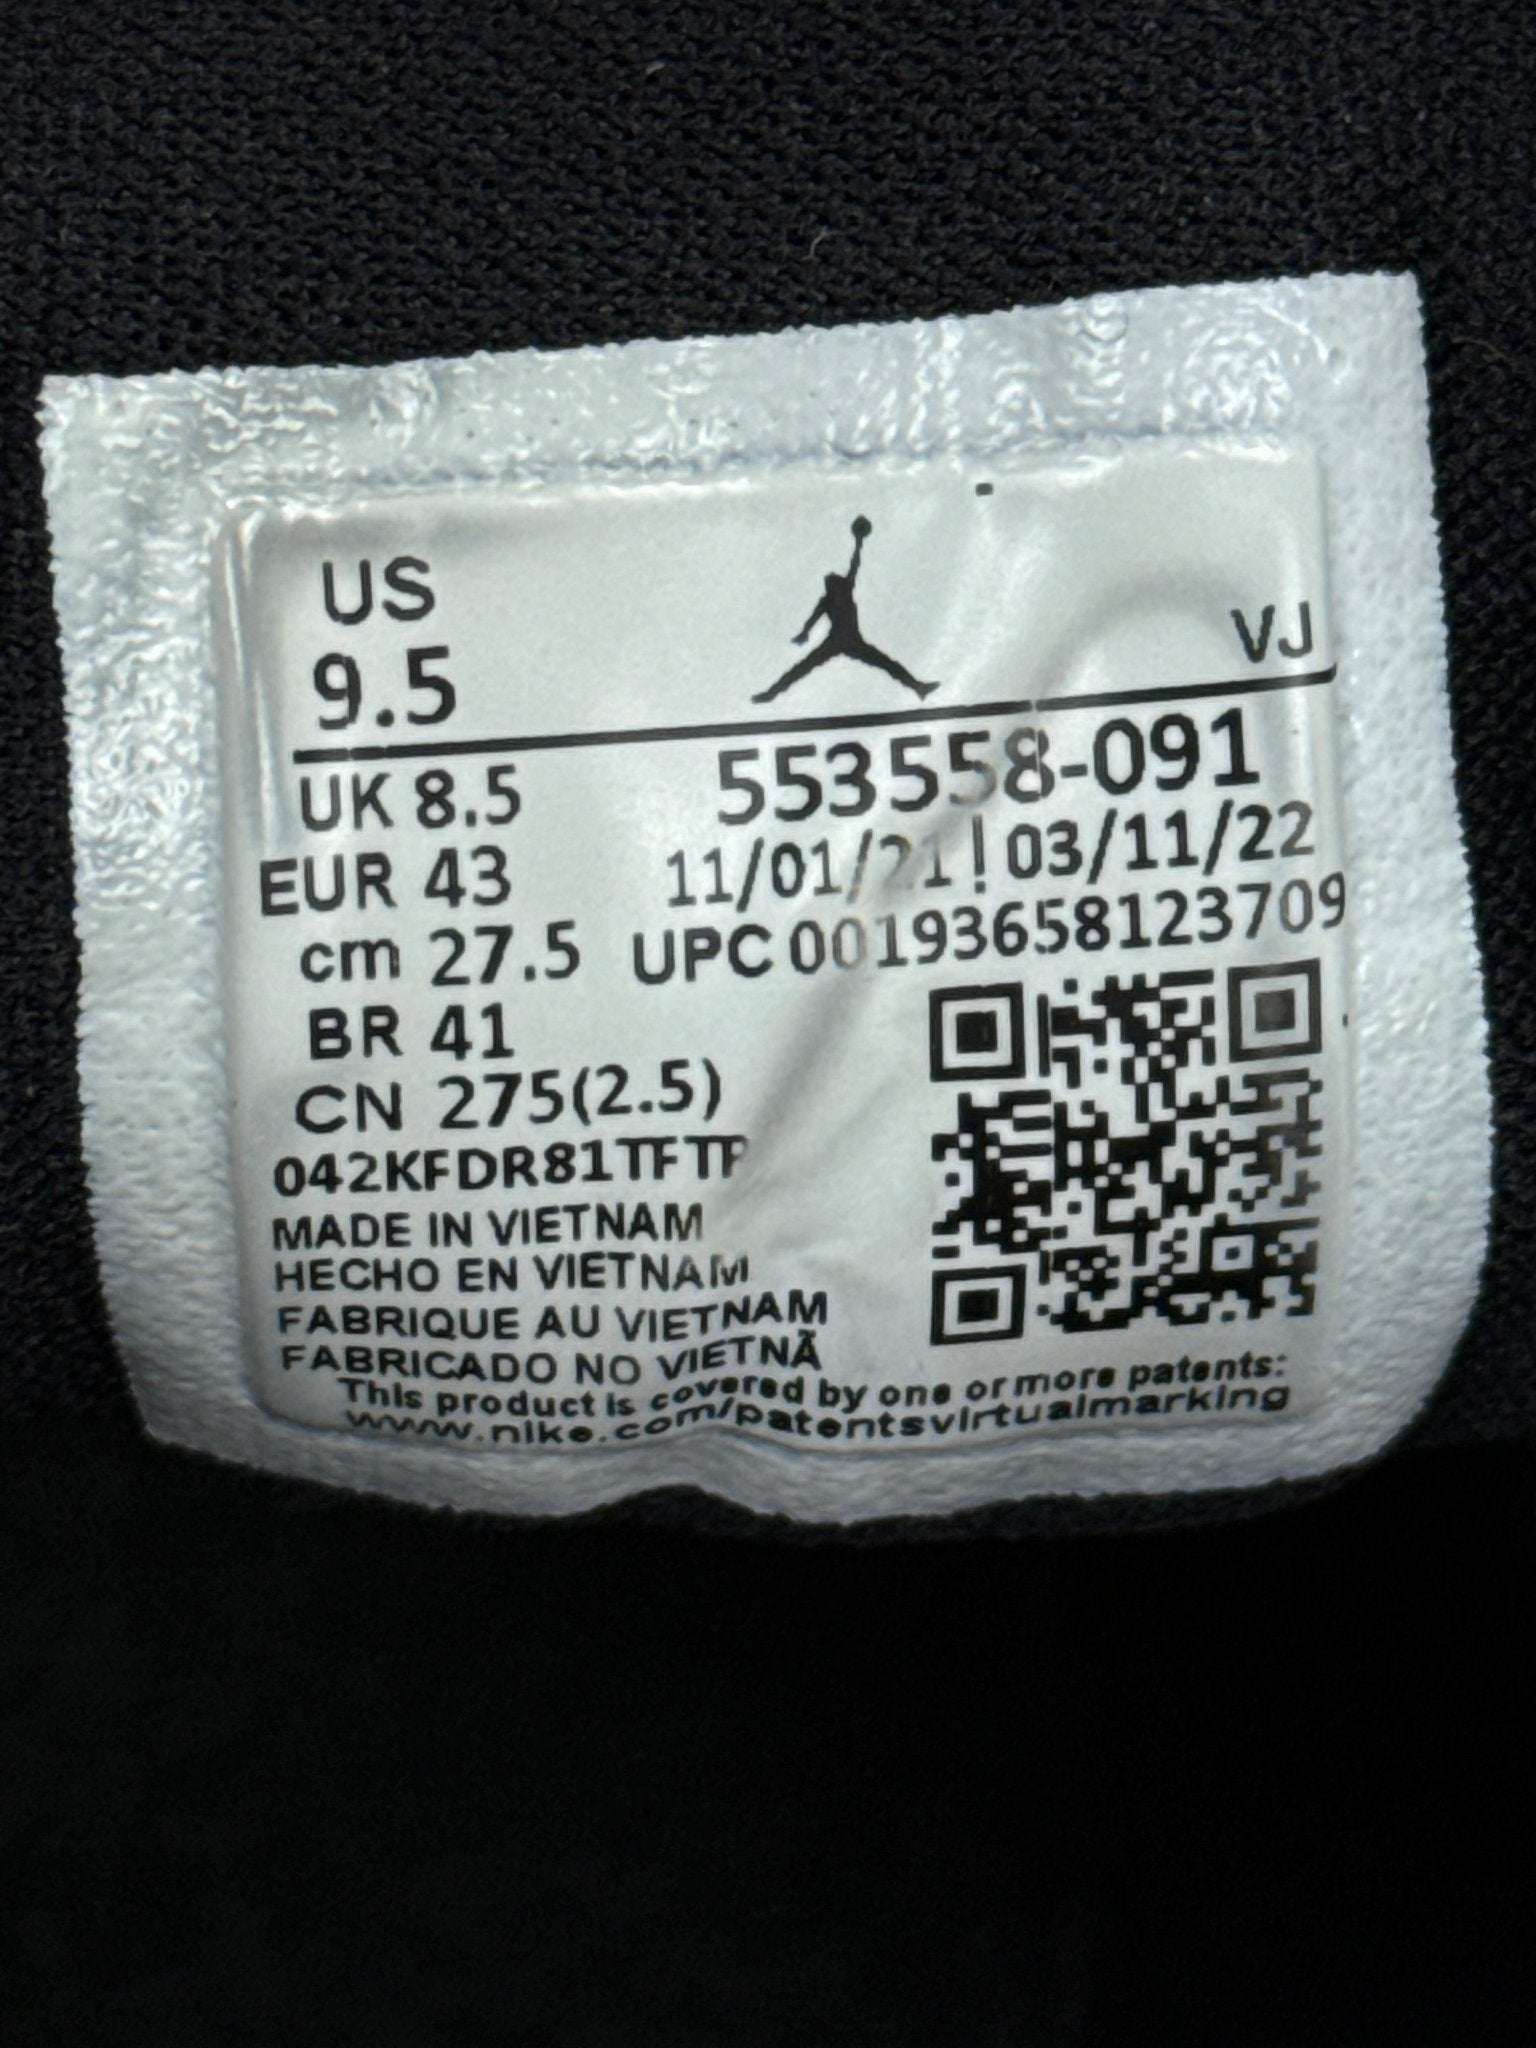 US
9.5
VJ
UK 8.5
553558-091
EUR 43
11/01/21 ! 03/11/22
cm 27.5
UPC 00193658123709
BR 41
CN 275(2.5)
042KFDR81TFTF
MADE IN VIETNAM
HECHO EN VIETNAM
FABRIQUE AU VIETNAM
FABRICADO NO VIETNÃ
This product is covered by one or more patents:
www.nike.com/patentsvirtualmarking